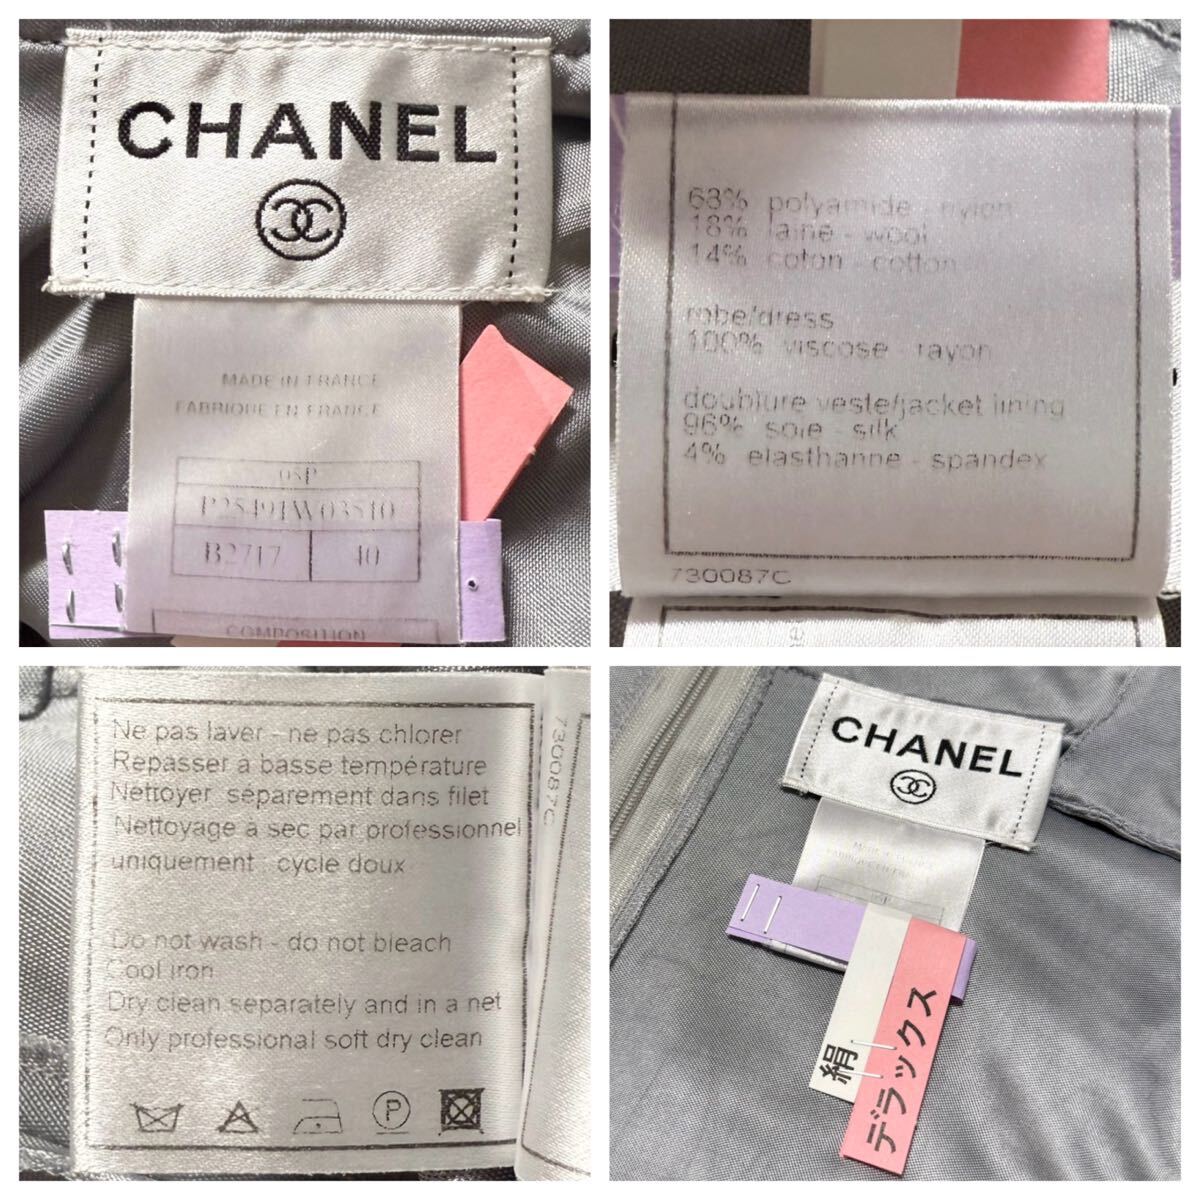 CHANEL
MADE IN FRANCE
FABRIQUE EN FRANCE
05P
P25491W03510
B2717 40
COMPOSITION
68% polyamide - nylon
18% laine - wool
14% coton - cotton
robe/dress
100% viscose rayon
doublure veste/jacket lining
96% soie - silk
4% elasthanne - spandex
730087C
Ne pas laver - ne pas chlorer
Repasser à basse température
Nettoyer séparement dans filet
Nettoyage à sec par professionnel
uniquement - cycle doux
Do not wash - do not bleach
Cool iron
Dry clean separately and in a net
Only professional soft dry clean
P
730087C
CHANEL
MADE IN FRANCE
絹
デラックス